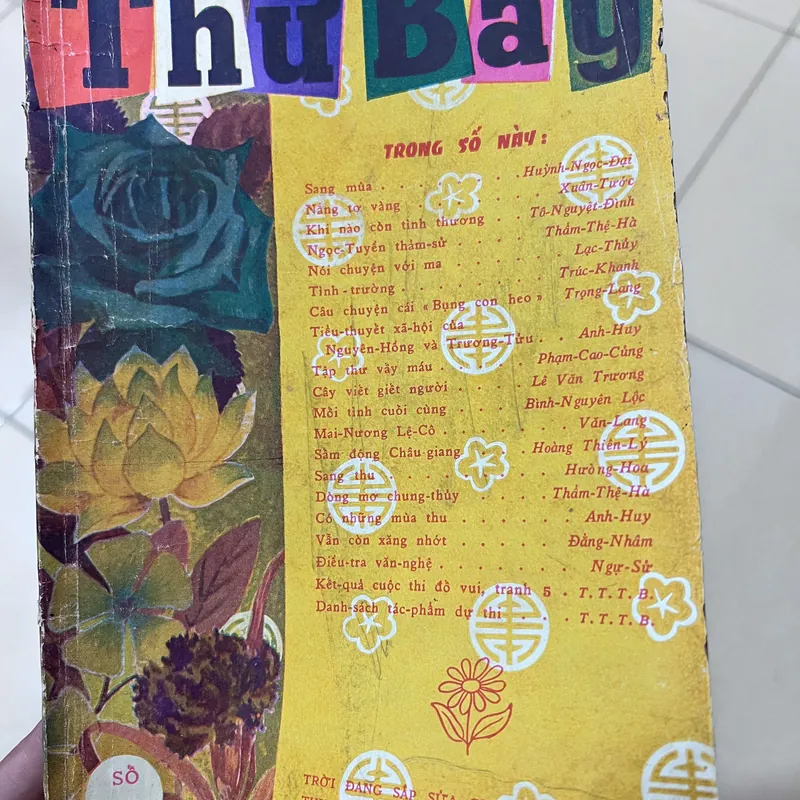 Thứ Bảy
TRONG SỐ NÀY :
Sang mùa . . . . . . . Huỳnh-Ngọc-Đại
Nắng tơ vàng . . . . . . Xuân-Tước
Khi nào còn tình thương . . Tô-Nguyệt-Đình
Ngọc-Tuyền thảm-sử . . . . Thẩm-Thệ-Hà
Nói chuyện với ma . . . . . Lạc-Thủy
Tình-trường . . . . . . . Trúc-Khanh
Câu chuyện cái « Bụng con heo » . Trọng-Lang
Tiểu-thuyết xã-hội của
Nguyên-Hồng và Trương-Tửu . . Anh-Huy
Tập thư vấy máu . . . . . Phạm-Cao-Củng
Cây viết giết người . . . . . Lê Văn Trương
Mối tình cuối cùng . . . . . Bình-Nguyên Lộc
Mai-Nương Lệ-Cô . . . . . . Văn-Lang
Sấm động Châu-giang . . . . Hoàng Thiên-Lý
Sang thu . . . . . . . . Hường-Hoa
Dòng mơ chung-thủy . . . . . Thẩm-Thệ-Hà
Có những mùa thu . . . . . . Anh-Huy
Vẫn còn xăng nhớt . . . . . . Đằng-Nhâm
Điều-tra văn-nghệ . . . . . . Ngự-Sử
Kết-quả cuộc thi đố vui, tranh 5 . T.T.T.B.
Danh-sách tác-phẩm dự thi . . . T.T.T.B.
SỐ
TRỜI ĐANG SẮP SỬA